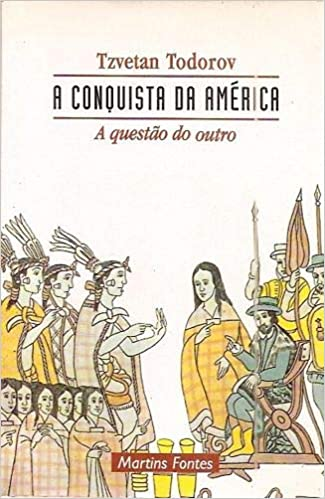 Tzvetan Todorov
A CONQUISTA DA AMÉRICA
A questão do outro
Martins Fontes